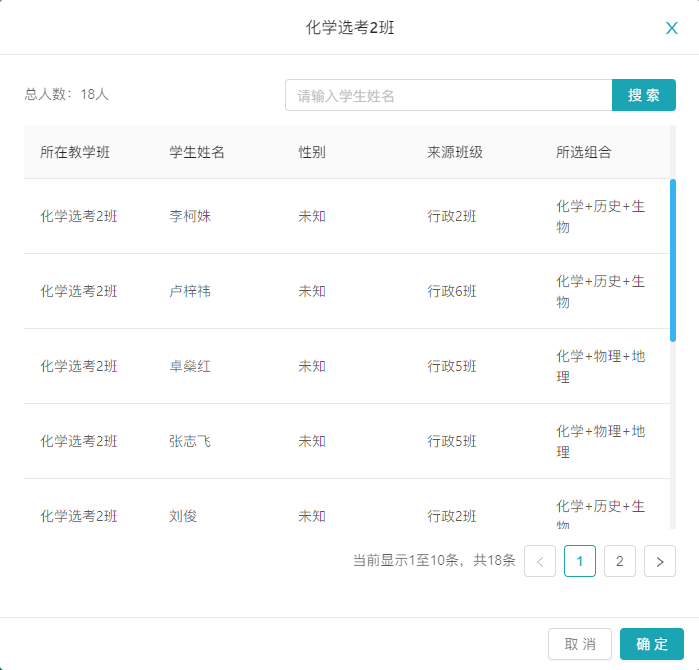 化学选考2班
X
总人数：18人
请输入学生姓名
搜 索
所在教学班 学生姓名 性别 来源班级 所选组合
化学选考2班 李柯姝 未知 行政2班 化学+历史+生
物
化学选考2班 卢梓祎 未知 行政6班 化学+历史+生
物
化学选考2班 卓燊红 未知 行政5班 化学+物理+地
理
化学选考2班 张志飞 未知 行政5班 化学+物理+地
理
化学选考2班 刘俊 未知 行政2班 化学+历史+生
物
当前显示1至10条，共18条 < 1 2 >
取 消 确 定